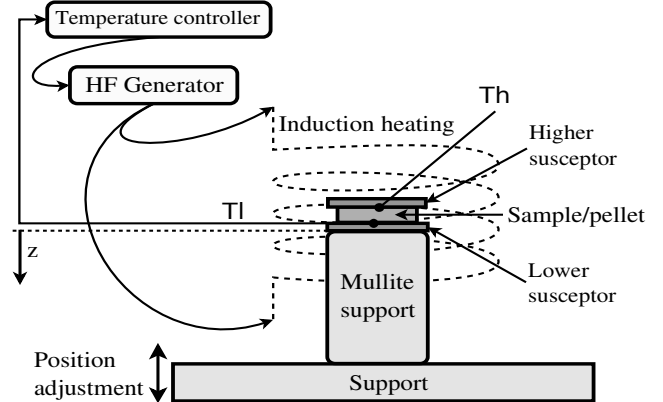 Temperature controller
HF Generator
Th
Induction heating
Higher
susceptor
Tl
Sample/pellet
z
Mullite
support
Lower
susceptor
Position
adjustment
Support